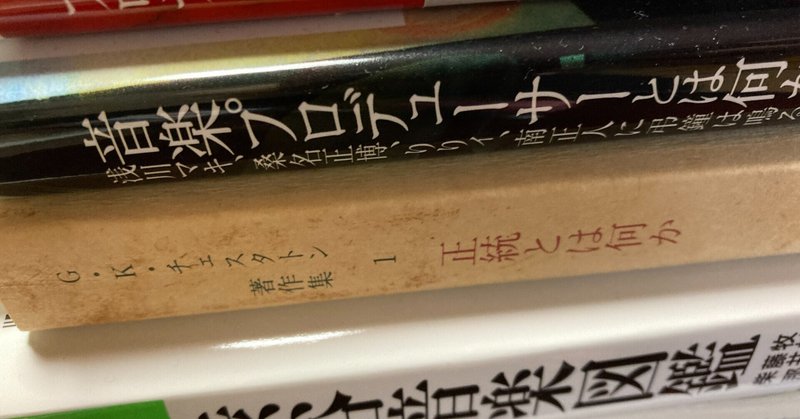 音楽。プロデューサーとは何か
浅川マキ、桑名正博、りりィ、南正人に弔鐘は鳴る
G・K・チェスタトン
著作集 1
正統とは何か
音楽図鑑